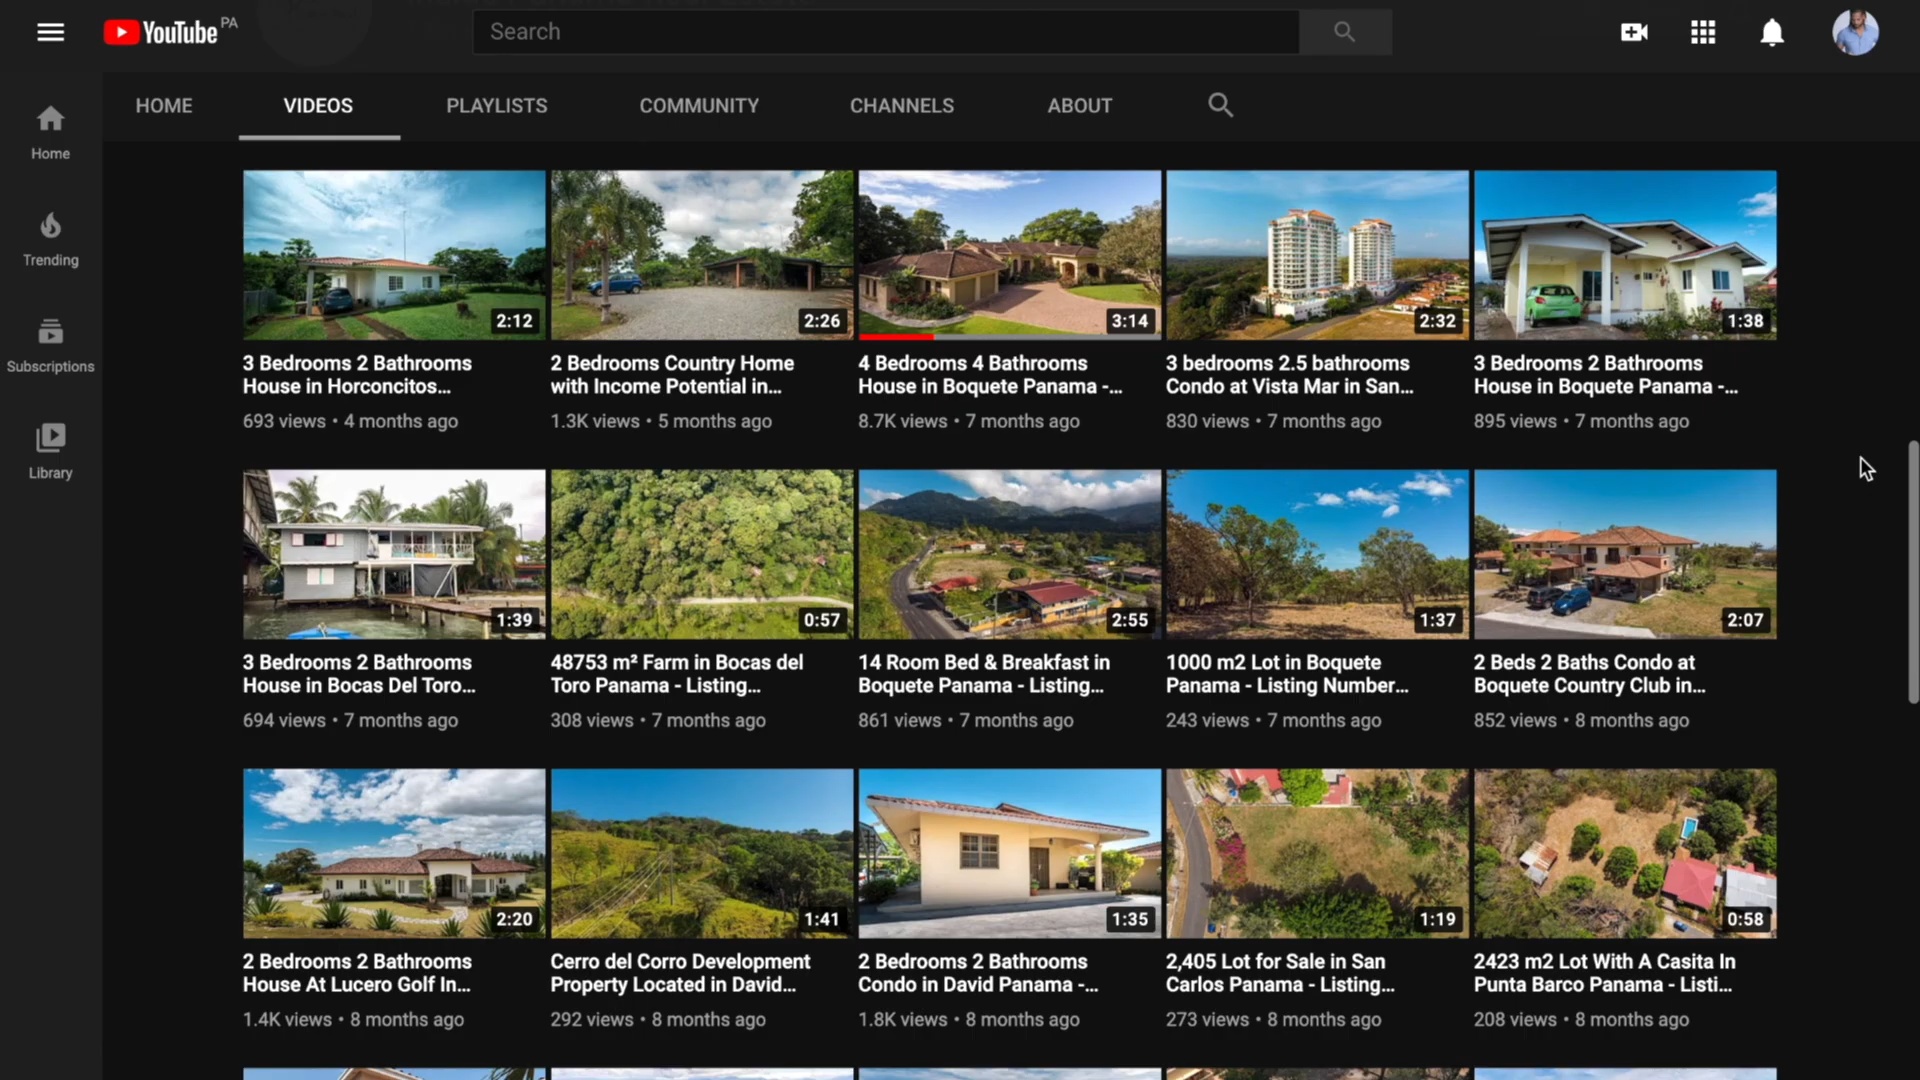 YouTube PA
Search
HOME
VIDEOS
PLAYLISTS
COMMUNITY
CHANNELS
ABOUT
Home
Trending
Subscriptions
Library
2:12
2:26
3:14
2:32
1:38
3 Bedrooms 2 Bathrooms
House in Horconcitos...
693 views • 4 months ago
2 Bedrooms Country Home
with Income Potential in...
1.3K views • 5 months ago
4 Bedrooms 4 Bathrooms
House in Boquete Panama -...
8.7K views • 7 months ago
3 bedrooms 2.5 bathrooms
Condo at Vista Mar in San...
830 views • 7 months ago
3 Bedrooms 2 Bathrooms
House in Boquete Panama -...
895 views • 7 months ago
1:39
0:57
2:55
1:37
2:07
3 Bedrooms 2 Bathrooms
House in Bocas Del Toro...
694 views • 7 months ago
48753 m² Farm in Bocas del
Toro Panama - Listing...
308 views • 7 months ago
14 Room Bed & Breakfast in
Boquete Panama - Listing...
861 views • 7 months ago
1000 m2 Lot in Boquete
Panama - Listing Number...
243 views • 7 months ago
2 Beds 2 Baths Condo at
Boquete Country Club in...
852 views • 8 months ago
2:20
1:41
1:35
1:19
0:58
2 Bedrooms 2 Bathrooms
House At Lucero Golf In...
1.4K views • 8 months ago
Cerro del Corro Development
Property Located in David...
292 views • 8 months ago
2 Bedrooms 2 Bathrooms
Condo in David Panama -...
1.8K views • 8 months ago
2,405 Lot for Sale in San
Carlos Panama - Listing...
273 views • 8 months ago
2423 m2 Lot With A Casita In
Punta Barco Panama - Listi...
208 views • 8 months ago